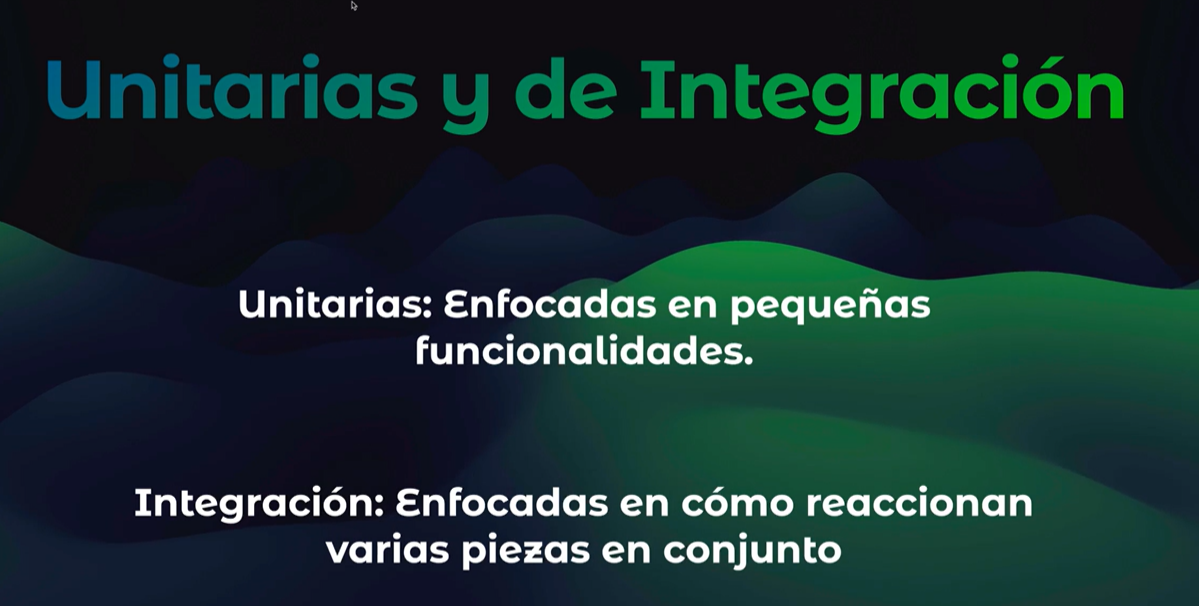 Unitarias y de Integración
Unitarias: Enfocadas en pequeñas
funcionalidades.
Integración: Enfocadas en cómo reaccionan
varias piezas en conjunto